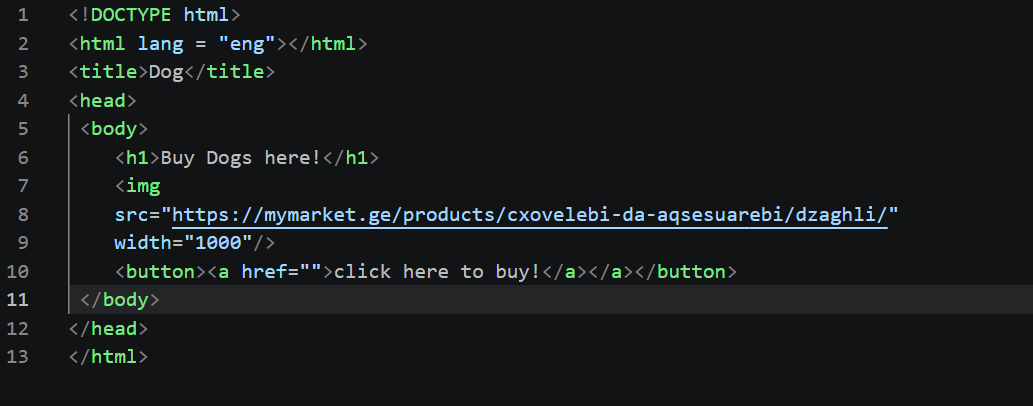 1 <!DOCTYPE html>
2 <html lang = "eng"></html>
3 <title>Dog</title>
4 <head>
5 <body>
6 <h1>Buy Dogs here!</h1>
7 <img
8 src="https://mymarket.ge/products/cxovelebi-da-aqsesuarebi/dzaghli/"
9 width="1000"/>
10 <button><a href="">click here to buy!</a></a></button>
11 </body>
12 </head>
13 </html>